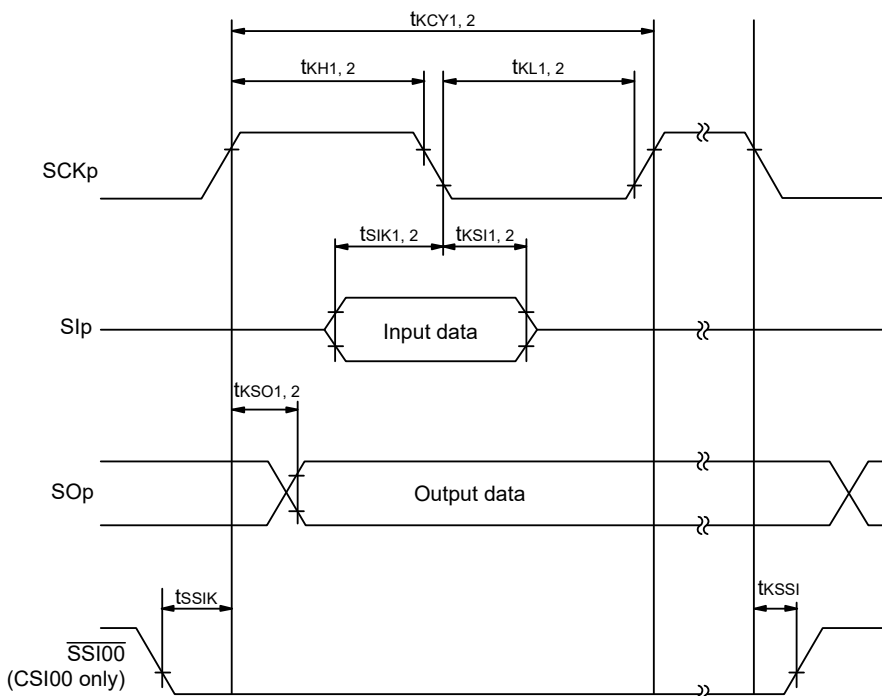 tKCY1, 2
tKH1, 2
tKL1, 2
SCKp
tSIK1, 2
tKSI1, 2
SIp
Input data
tKSO1, 2
SOp
Output data
tSSIK
tKSSI
SSI00
(CSI00 only)